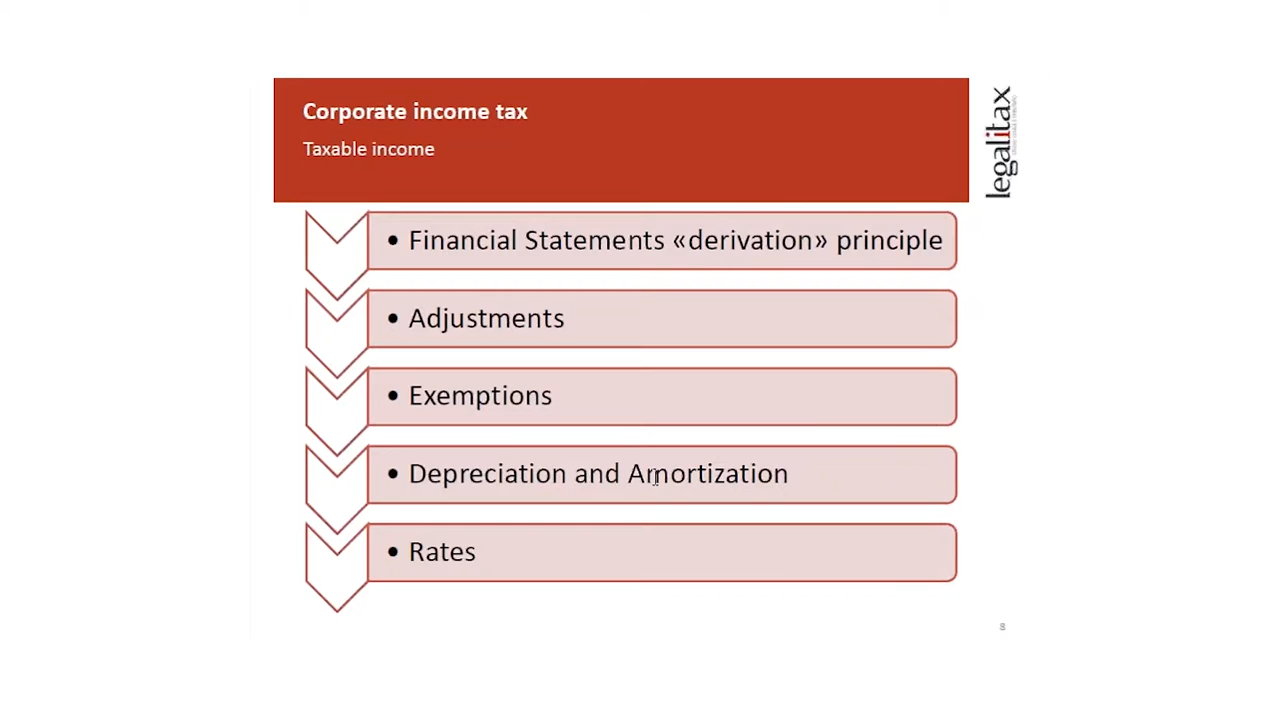 Corporate income tax
Taxable income
legalitax
• Financial Statements «derivation» principle
• Adjustments
• Exemptions
• Depreciation and Amortization
• Rates
8